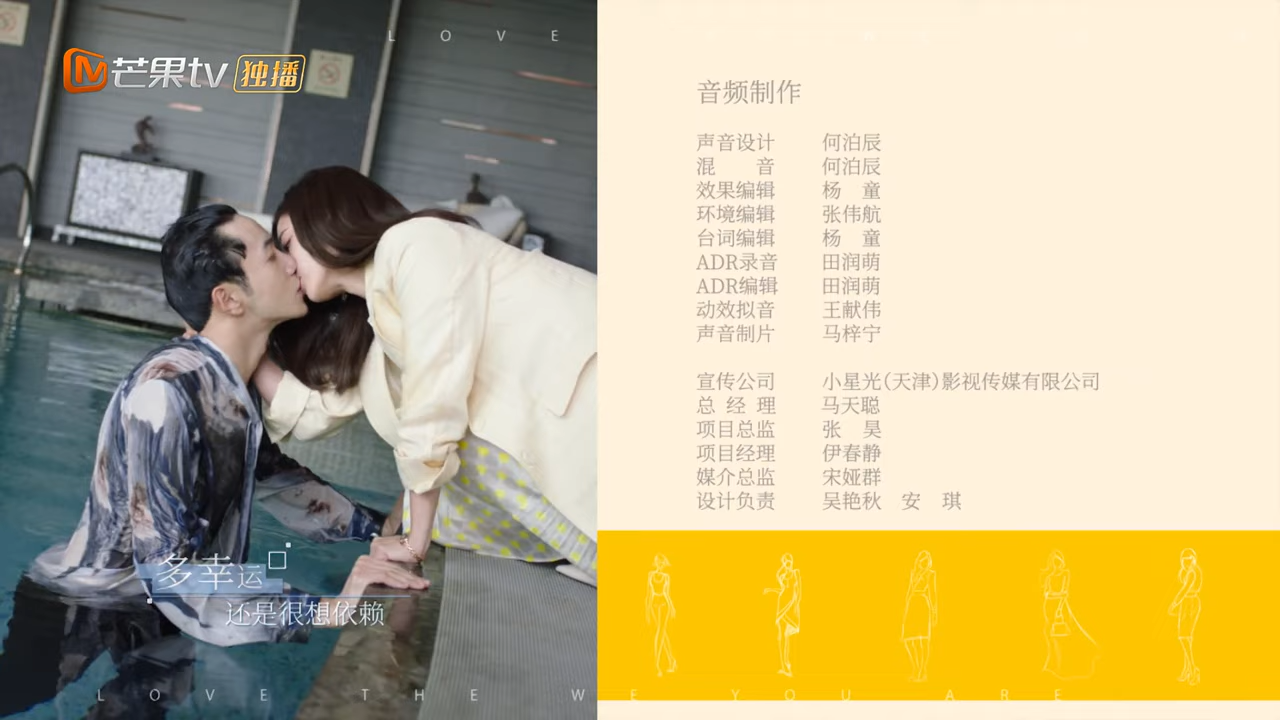 LOVE
芒果tv 独播
多幸运
还是很想依赖
LOVE THE WE YOU ARE
音频制作
声音设计 何泊辰
混 音 何泊辰
效果编辑 杨 童
环境编辑 张伟航
台词编辑 杨 童
ADR录音 田润萌
ADR编辑 田润萌
动效拟音 王献伟
声音制片 马梓宁
宣传公司 小星光(天津)影视传媒有限公司
总 经 理 马天聪
项目总监 张 昊
项目经理 伊春静
媒介总监 宋娅群
设计负责 吴艳秋 安 琪